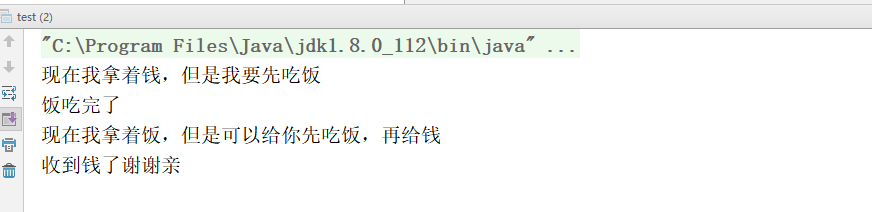 test (2)
"C:\Program Files\Java\jdk1.8.0_112\bin\java" ...
现在我拿着钱，但是我要先吃饭
饭吃完了
现在我拿着饭，但是可以给你先吃饭，再给钱
收到钱了谢谢亲